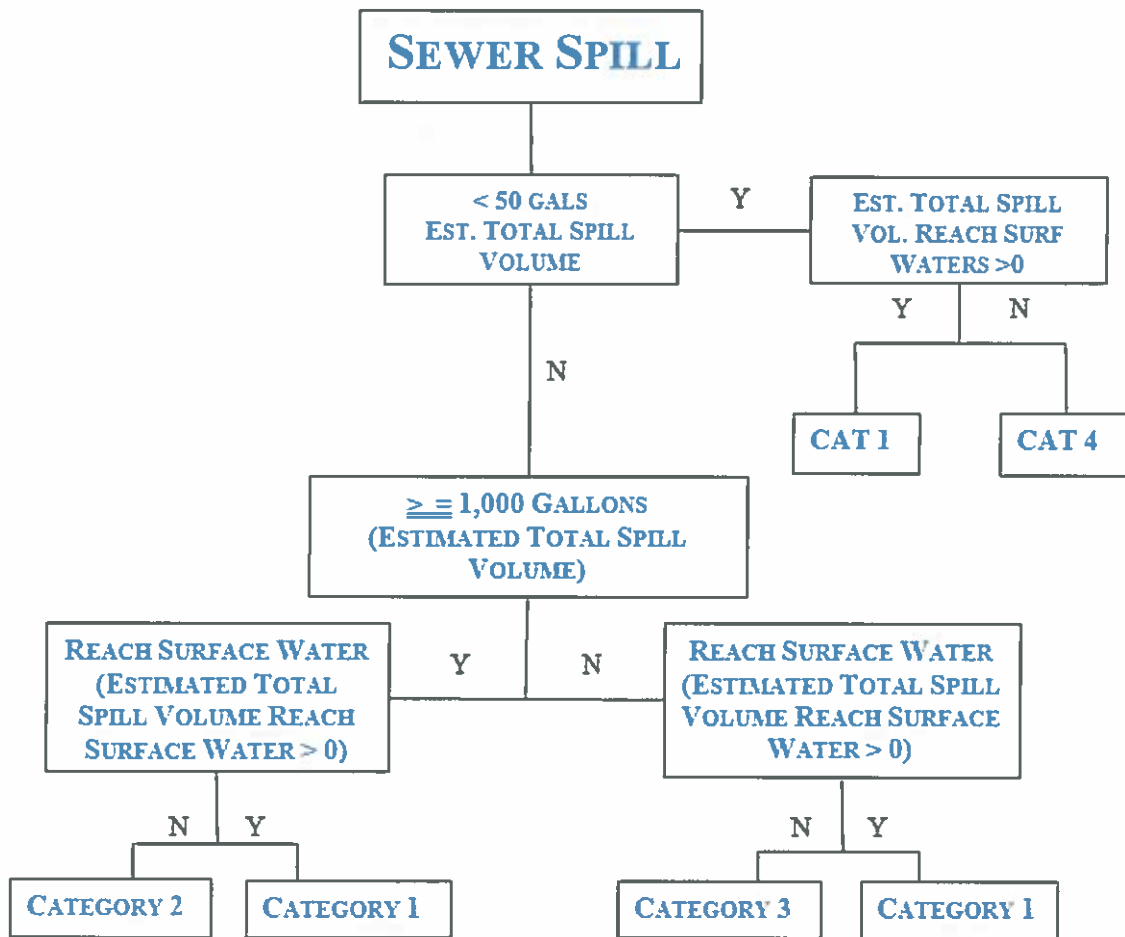 SEWER SPILL
< 50 GALS
EST. TOTAL SPILL
VOLUME
Y
EST. TOTAL SPILL
VOL. REACH SURF
WATERS >0
Y N
N
CAT 1
CAT 4
> = 1,000 GALLONS
(ESTIMATED TOTAL SPILL
VOLUME)
REACH SURFACE WATER
(ESTIMATED TOTAL
SPILL VOLUME REACH
SURFACE WATER > 0)
Y N
REACH SURFACE WATER
(ESTIMATED TOTAL SPILL
VOLUME REACH SURFACE
WATER > 0)
N Y
N Y
CATEGORY 2
CATEGORY 1
CATEGORY 3
CATEGORY 1